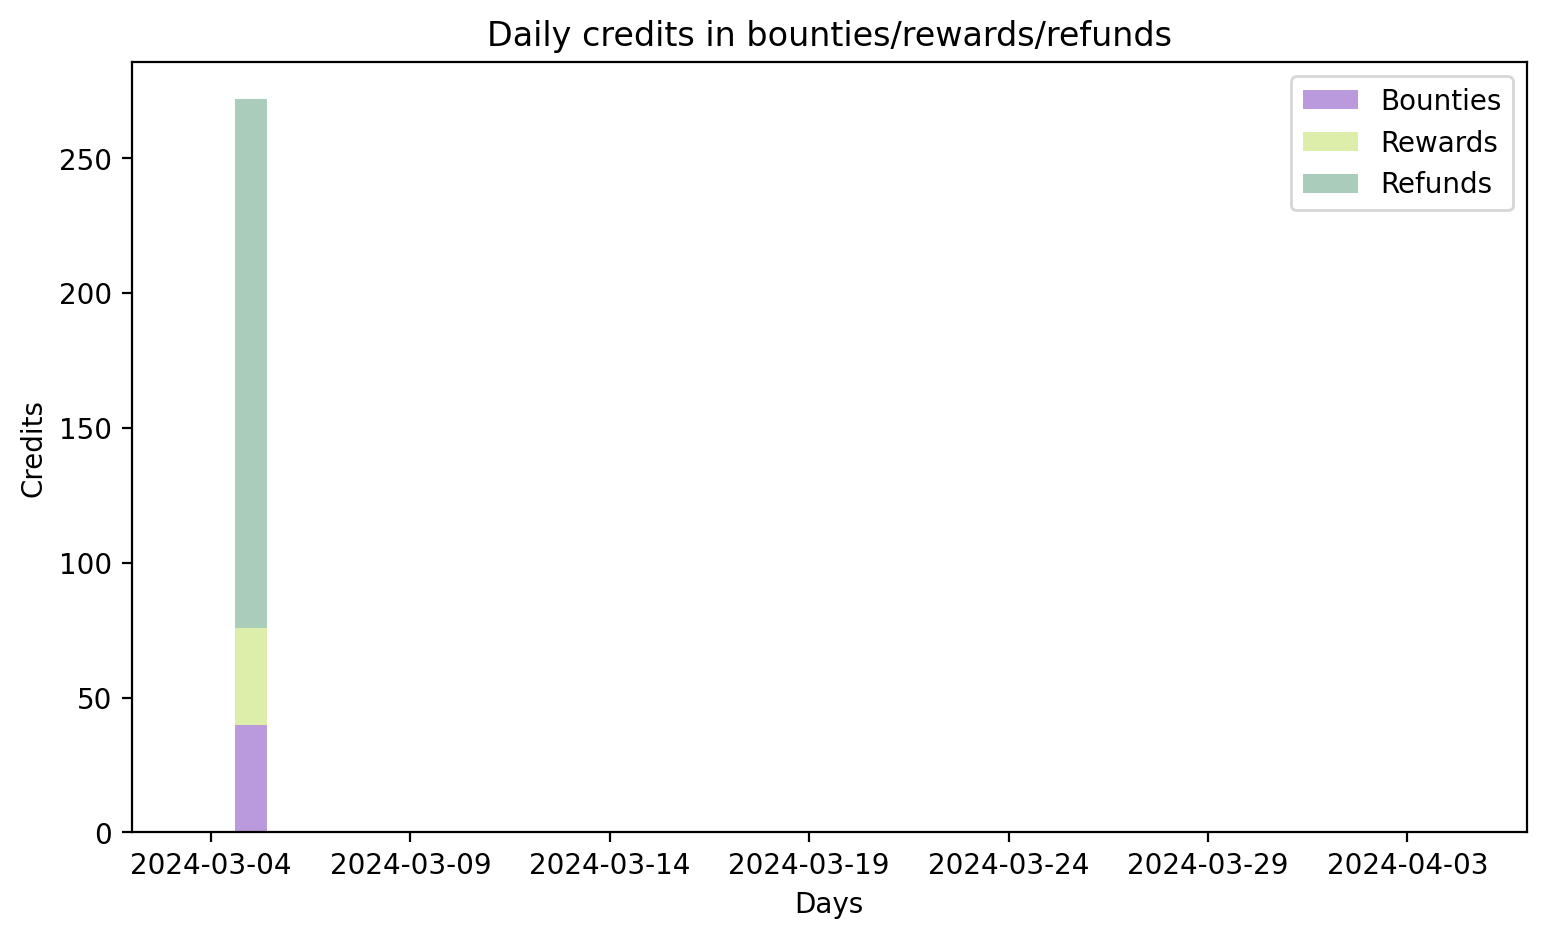 Daily credits in bounties/rewards/refunds
Bounties
Rewards
Refunds
Credits
250
200
150
100
50
0
2024-03-04 2024-03-09 2024-03-14 2024-03-19 2024-03-24 2024-03-29 2024-04-03
Days